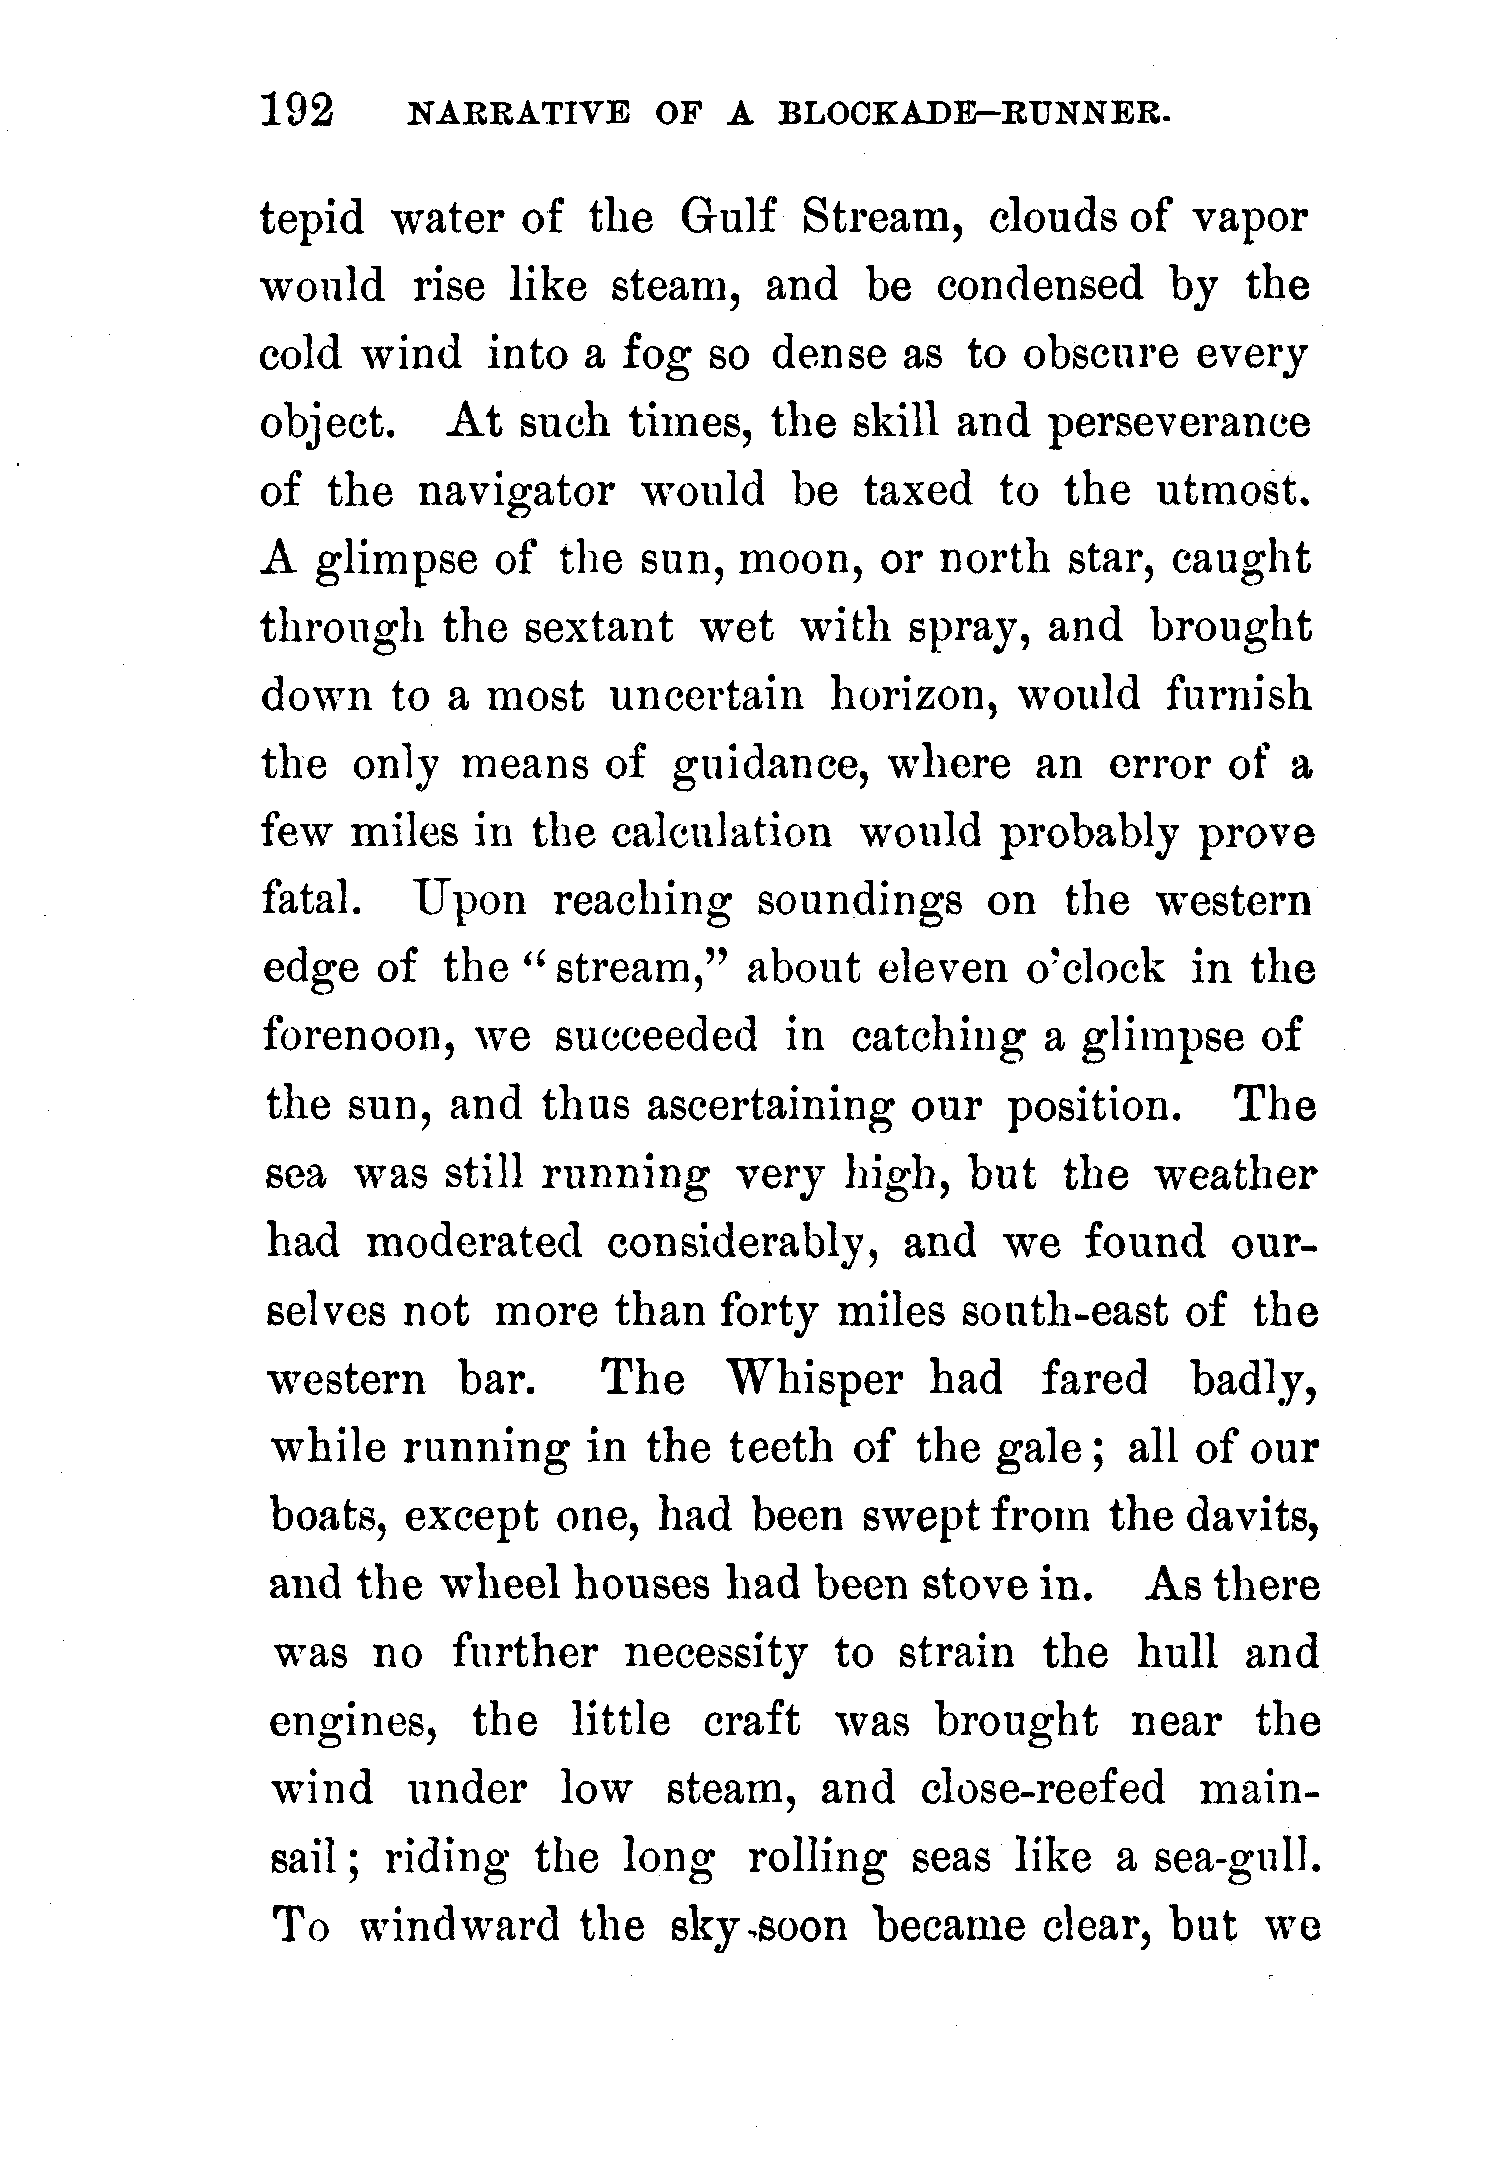 192 NARRATIVE OF A BLOCKADE-RUNNER.
tepid water of the Gulf Stream, clouds of vapor
would rise like steam, and be condensed by the
cold wind into a fog so dense as to obscure every
object. At such times, the skill and perseverance
of the navigator would be taxed to the utmost.
A glimpse of the sun, moon, or north star, caught
through the sextant wet with spray, and brought
down to a most uncertain horizon, would furnish
the only means of guidance, where an error of a
few miles in the calculation would probably prove
fatal. Upon reaching soundings on the western
edge of the “stream,” about eleven o’clock in the
forenoon, we succeeded in catching a glimpse of
the sun, and thus ascertaining our position. The
sea was still running very high, but the weather
had moderated considerably, and we found our-
selves not more than forty miles south-east of the
western bar. The Whisper had fared badly,
while running in the teeth of the gale; all of our
boats, except one, had been swept from the davits,
and the wheel houses had been stove in. As there
was no further necessity to strain the hull and
engines, the little craft was brought near the
wind under low steam, and close-reefed main-
sail; riding the long rolling seas like a sea-gull.
To windward the sky soon became clear, but we